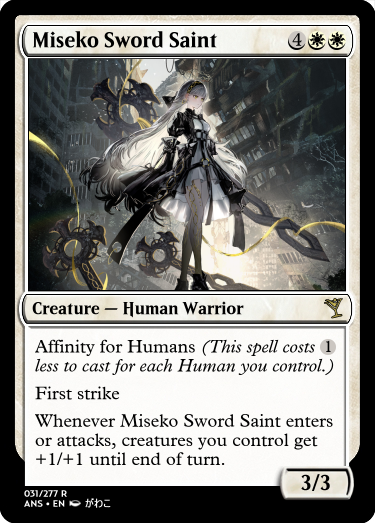 Miseko Sword Saint 4
Creature — Human Warrior
Affinity for Humans (This spell costs 1
less to cast for each Human you control.)
First strike
Whenever Miseko Sword Saint enters
or attacks, creatures you control get
+1/+1 until end of turn.
3/3
031/277 R
ANS • EN がわこ